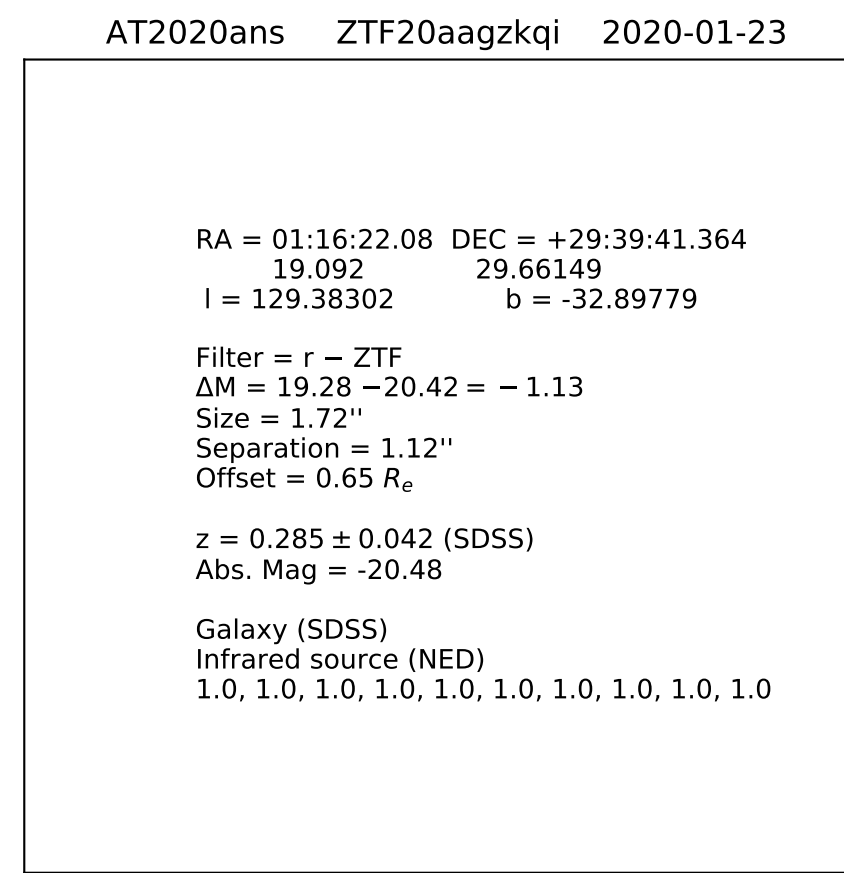 AT2020ans ZTF20aagzkqi 2020-01-23
RA = 01:16:22.08 DEC = +29:39:41.364
19.092 29.66149
l = 129.38302 b = -32.89779
Filter = r − ZTF
ΔM = 19.28 −20.42 = − 1.13
Size = 1.72''
Separation = 1.12''
Offset = 0.65 Re
z = 0.285 ± 0.042 (SDSS)
Abs. Mag = -20.48
Galaxy (SDSS)
Infrared source (NED)
1.0, 1.0, 1.0, 1.0, 1.0, 1.0, 1.0, 1.0, 1.0, 1.0